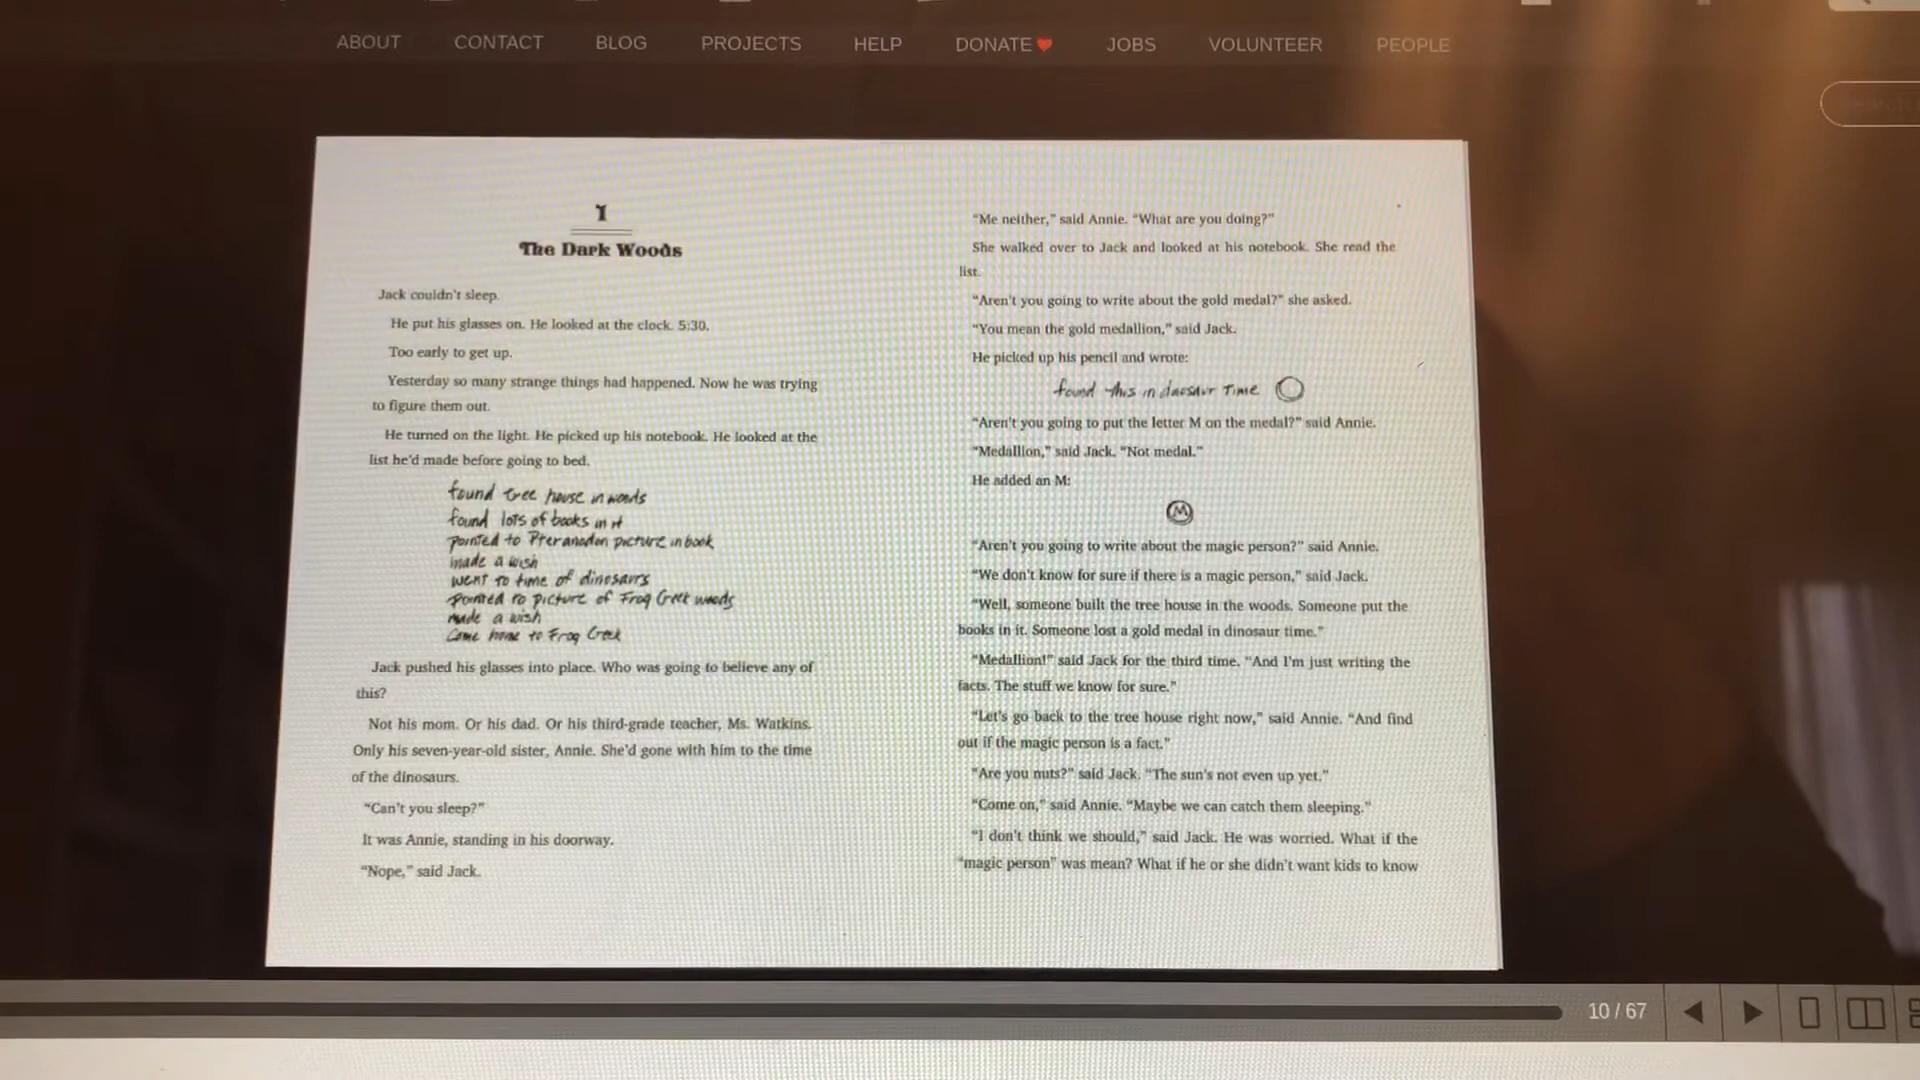 ABOUT CONTACT BLOG PROJECTS HELP DONATE JOBS VOLUNTEER PEOPLE
1
The Dark Woods
Jack couldn't sleep.
He put his glasses on. He looked at the clock. 5:30.
Too early to get up.
Yesterday so many strange things had happened. Now he was trying
to figure them out.
He turned on the light. He picked up his notebook. He looked at the
list he'd made before going to bed.
found tree house in woods
found lots of books in it
pointed to Pteranodon picture in book
made a wish
went to time of dinosaurs
pointed to picture of Frog Creek woods
made a wish
came home to Frog Creek
Jack pushed his glasses into place. Who was going to believe any of
this?
Not his mom. Or his dad. Or his third-grade teacher, Ms. Watkins.
Only his seven-year-old sister, Annie. She'd gone with him to the time
of the dinosaurs.
“Can't you sleep?”
It was Annie, standing in his doorway.
“Nope,” said Jack.
“Me neither,” said Annie. “What are you doing?”
She walked over to Jack and looked at his notebook. She read the
list.
“Aren't you going to write about the gold medal?” she asked.
“You mean the gold medallion,” said Jack.
He picked up his pencil and wrote:
found this in dinosaur time
“Aren't you going to put the letter M on the medal?” said Annie.
“Medallion,” said Jack. “Not medal.”
He added an M:
M
“Aren't you going to write about the magic person?” said Annie.
“We don't know for sure if there is a magic person,” said Jack.
“Well, someone built the tree house in the woods. Someone put the
books in it. Someone lost a gold medal in dinosaur time.”
“Medallion!” said Jack for the third time. “And I'm just writing the
facts. The stuff we know for sure.”
“Let's go back to the tree house right now,” said Annie. “And find
out if the magic person is a fact.”
“Are you nuts?” said Jack. “The sun's not even up yet.”
“Come on,” said Annie. “Maybe we can catch them sleeping.”
“I don't think we should,” said Jack. He was worried. What if the
“magic person” was mean? What if he or she didn't want kids to know
10 / 67